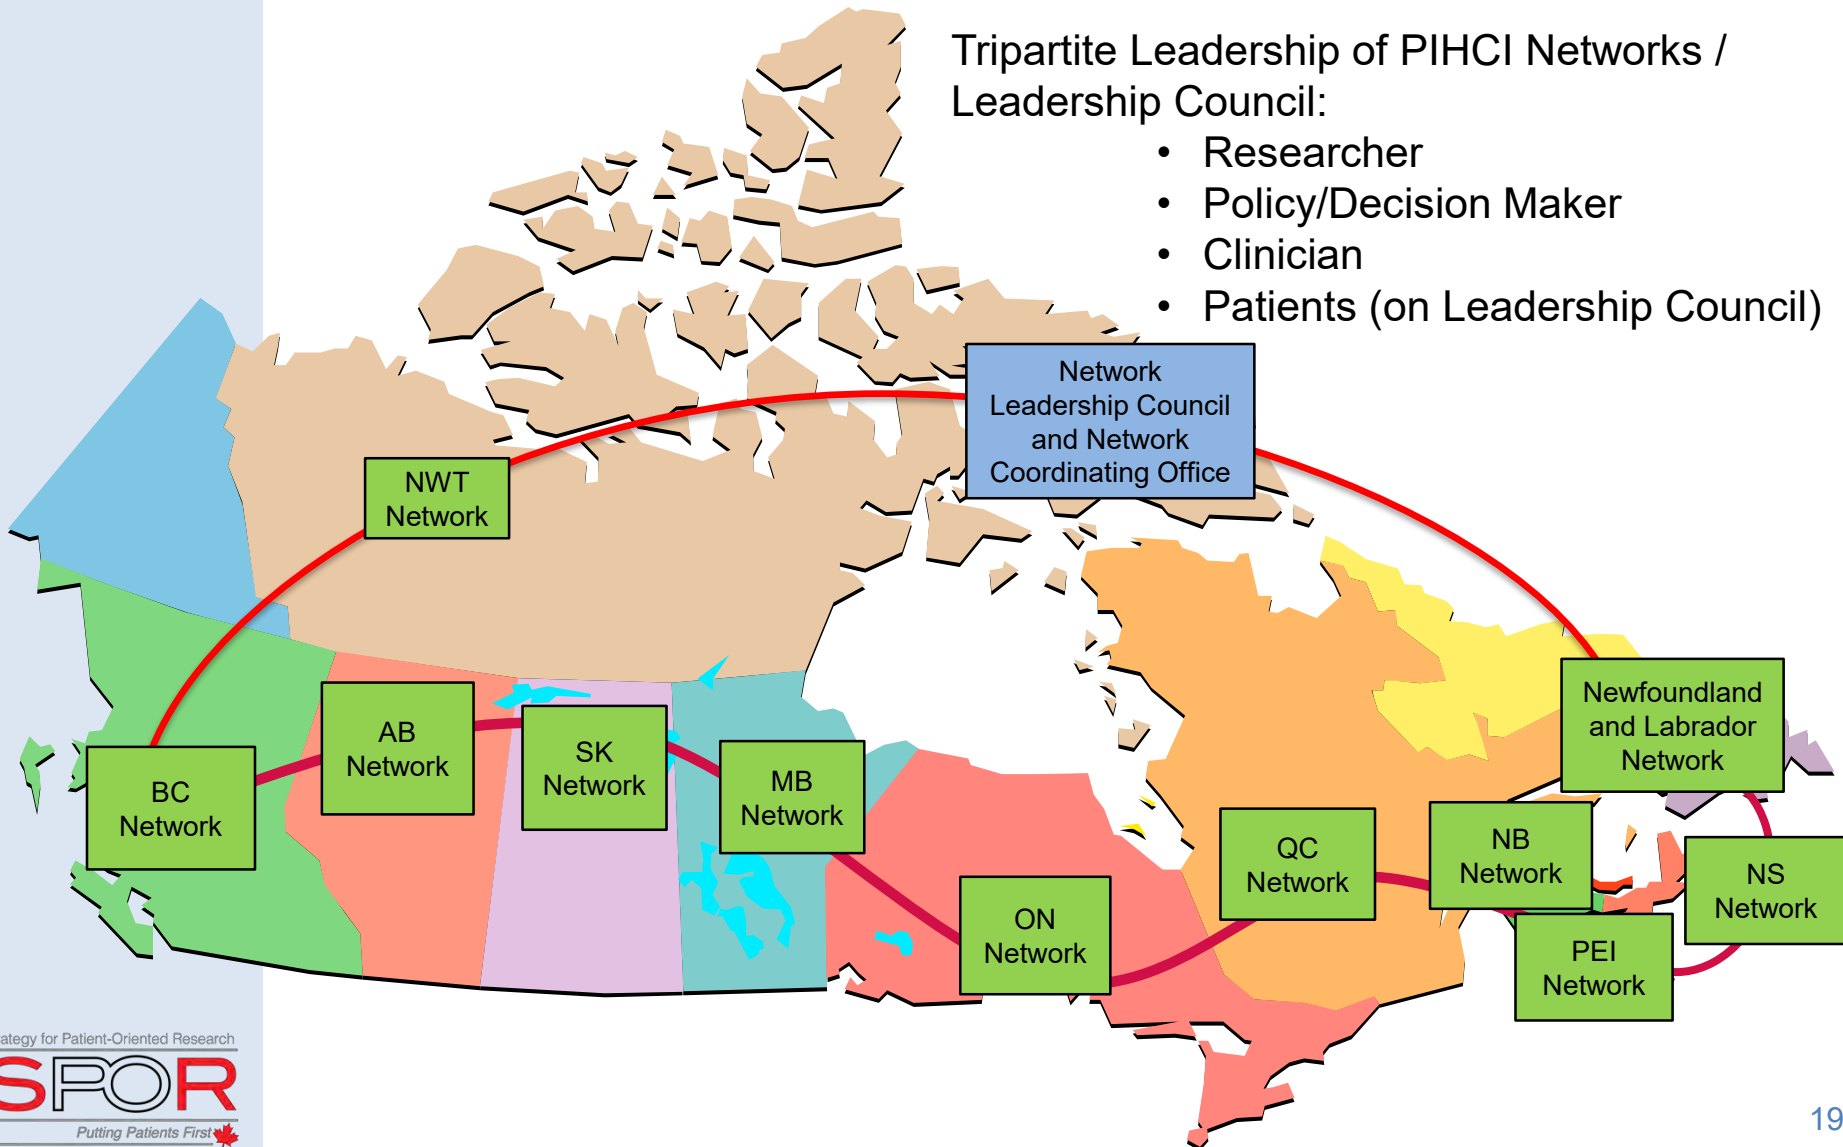 Tripartite Leadership of PIHCI Networks /
Leadership Council:
• Researcher
• Policy/Decision Maker
• Clinician
• Patients (on Leadership Council)
Network
Leadership Council
and Network
Coordinating Office
NWT
Network
Newfoundland
and Labrador
Network
AB
Network
SK
Network
MB
Network
BC
Network
QC
Network
NB
Network
NS
Network
ON
Network
PEI
Network
ategy for Patient-Oriented Research
SPOR
Putting Patients First
19